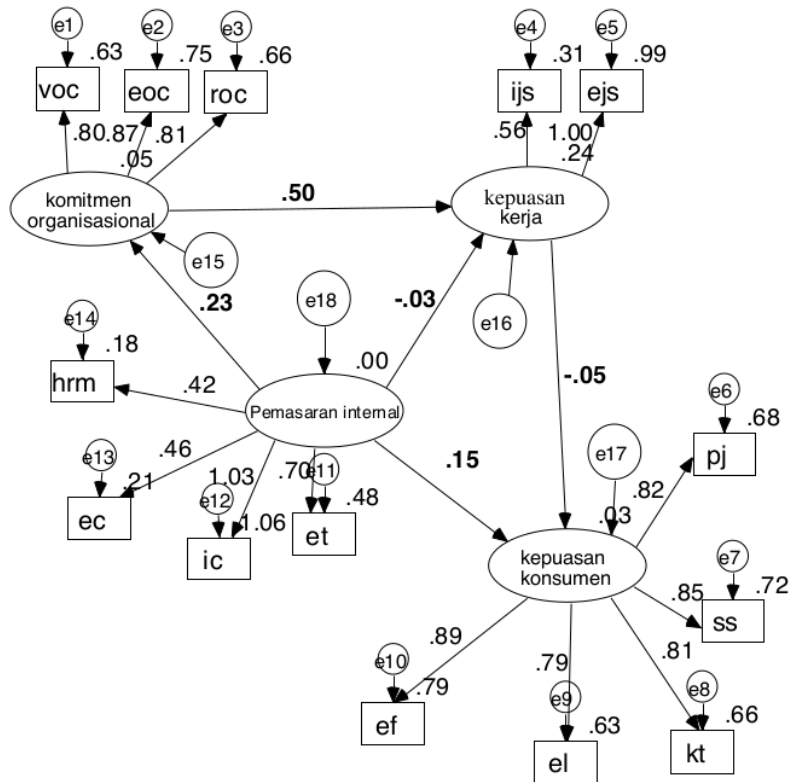 e1
e2
e3
e4
e5
.63
.75
.66
.31
.99
voc
eoc
roc
ijs
ejs
.80
.87
.81
.56
1.00
.05
.24
komitmen
organisasional
.50
kepuasan
kerja
e15
e18
e16
.23
-.03
e14
.18
.00
hrm
.42
Pemasaran internal
-.05
e6
.68
e13
.46
.15
e17
pj
.21
1.03
.70
e11
.48
.82
e12
ec
1.06
et
.03
ic
kepuasan
konsumen
e7
.85
.72
ss
.89
.81
e10
.79
.79
e9
e8
ef
.63
.66
el
kt